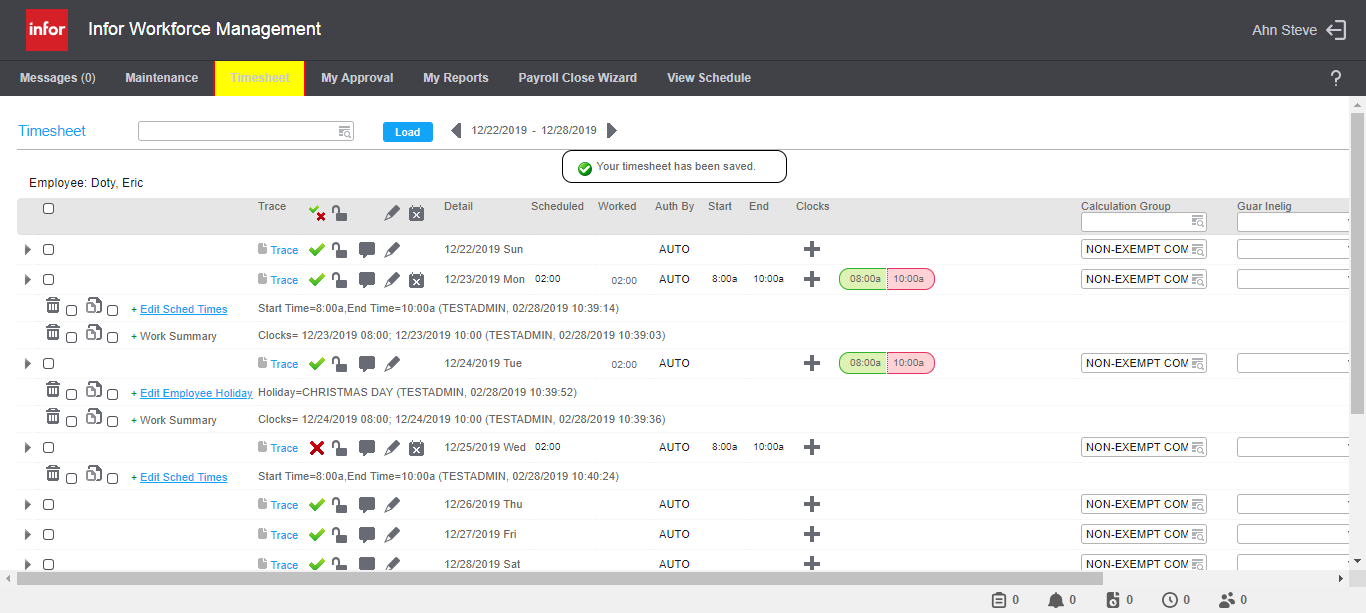 infor Infor Workforce Management Ahn Steve
Messages (0) Maintenance Timesheet My Approval My Reports Payroll Close Wizard View Schedule ?
Timesheet Load 12/22/2019 - 12/28/2019
Your timesheet has been saved.
Employee: Doty, Eric
Trace Detail Scheduled Worked Auth By Start End Clocks Calculation Group Guar Inelig
Trace 12/22/2019 Sun AUTO NON-EXEMPT COM
Trace 12/23/2019 Mon 02:00 02:00 AUTO 8:00a 10:00a 08:00a 10:00a NON-EXEMPT COM
+ Edit Sched Times Start Time=8:00a,End Time=10:00a (TESTADMIN, 02/28/2019 10:39:14)
+ Work Summary Clocks= 12/23/2019 08:00; 12/23/2019 10:00 (TESTADMIN, 02/28/2019 10:39:03)
Trace 12/24/2019 Tue 02:00 AUTO 08:00a 10:00a NON-EXEMPT COM
+ Edit Employee Holiday Holiday=CHRISTMAS DAY (TESTADMIN, 02/28/2019 10:39:52)
+ Work Summary Clocks= 12/24/2019 08:00; 12/24/2019 10:00 (TESTADMIN, 02/28/2019 10:39:36)
Trace 12/25/2019 Wed 02:00 AUTO 8:00a 10:00a NON-EXEMPT COM
+ Edit Sched Times Start Time=8:00a,End Time=10:00a (TESTADMIN, 02/28/2019 10:40:24)
Trace 12/26/2019 Thu AUTO NON-EXEMPT COM
Trace 12/27/2019 Fri AUTO NON-EXEMPT COM
Trace 12/28/2019 Sat AUTO NON-EXEMPT COM
0 0 0 0 0